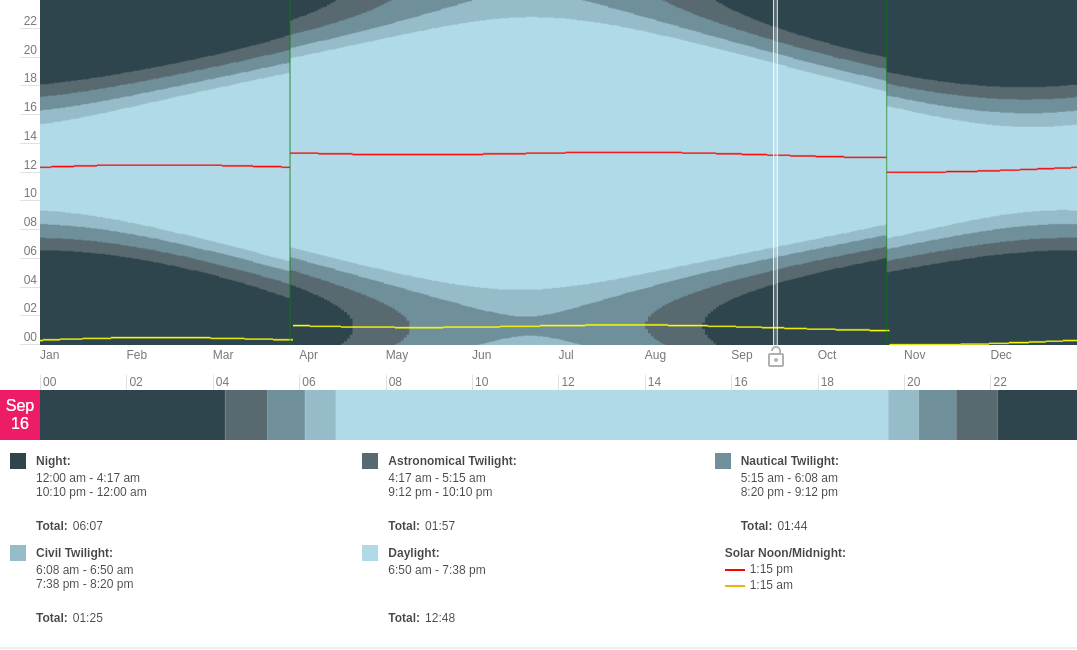 22
20
18
16
14
12
10
08
06
04
02
00
Jan Feb Mar Apr May Jun Jul Aug Sep Oct Nov Dec
00 02 04 06 08 10 12 14 16 18 20 22
Sep
16
Night:
12:00 am - 4:17 am
10:10 pm - 12:00 am
Total: 06:07
Astronomical Twilight:
4:17 am - 5:15 am
9:12 pm - 10:10 pm
Total: 01:57
Nautical Twilight:
5:15 am - 6:08 am
8:20 pm - 9:12 pm
Total: 01:44
Civil Twilight:
6:08 am - 6:50 am
7:38 pm - 8:20 pm
Total: 01:25
Daylight:
6:50 am - 7:38 pm
Total: 12:48
Solar Noon/Midnight:
1:15 pm
1:15 am